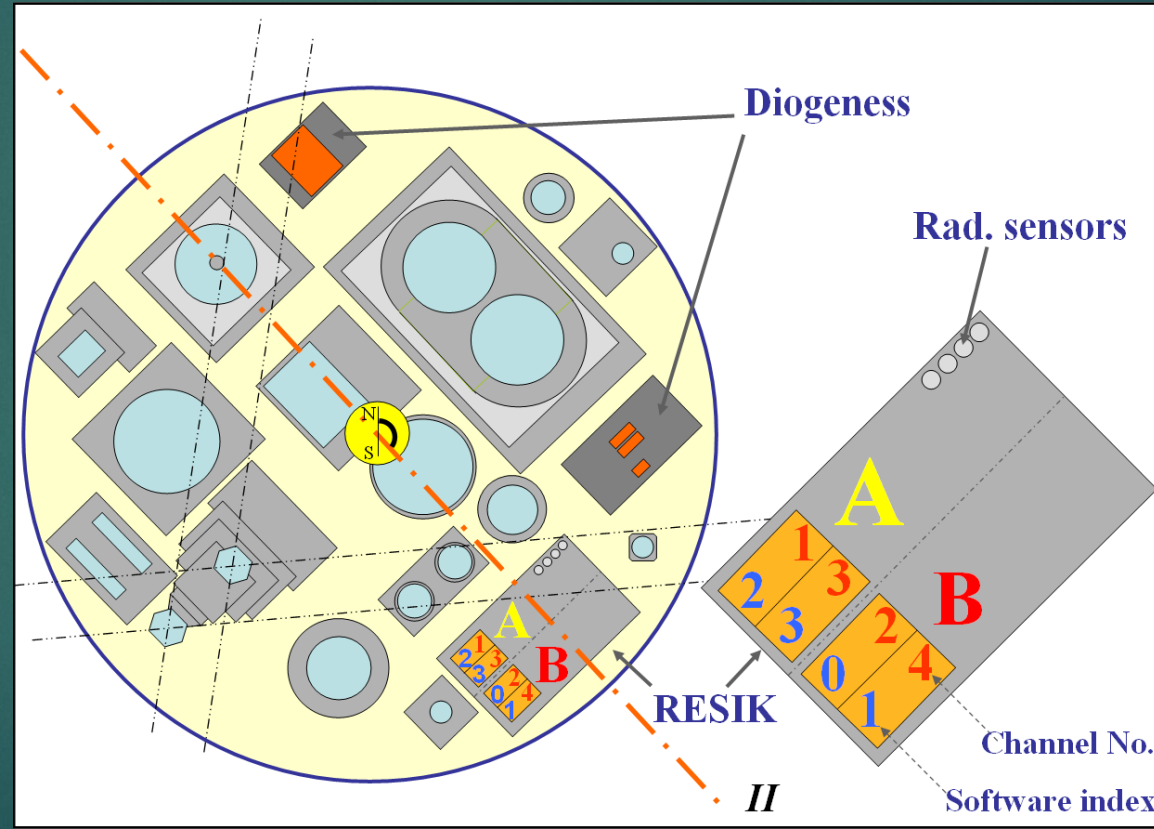 Diogeness
Rad. sensors
N
S
A
1
2
3
3
B
2
0
4
1
A
1
3
2
3
B
2
4
0
1
RESIK
Channel No.
II
Software index